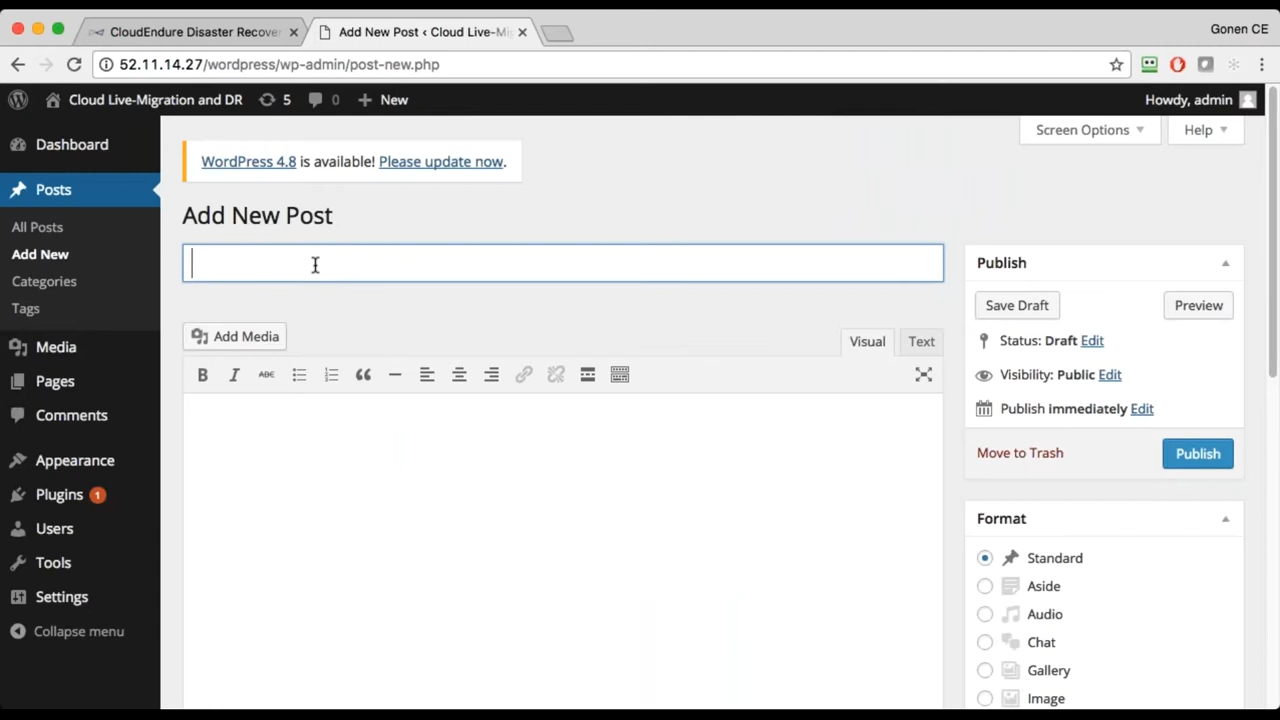 CloudEndure Disaster Recover
Add New Post ‹ Cloud Live-Mi
Gonen CE
52.11.14.27/wordpress/wp-admin/post-new.php
Cloud Live-Migration and DR
5
0
New
Howdy, admin
Screen Options
Help
Dashboard
Posts
All Posts
Add New
Categories
Tags
Media
Pages
Comments
Appearance
Plugins 1
Users
Tools
Settings
Collapse menu
WordPress 4.8 is available! Please update now.
Add New Post
Add Media
Visual
Text
B I ABC
Publish
Save Draft
Preview
Status: Draft Edit
Visibility: Public Edit
Publish immediately Edit
Move to Trash
Publish
Format
Standard
Aside
Audio
Chat
Gallery
Image